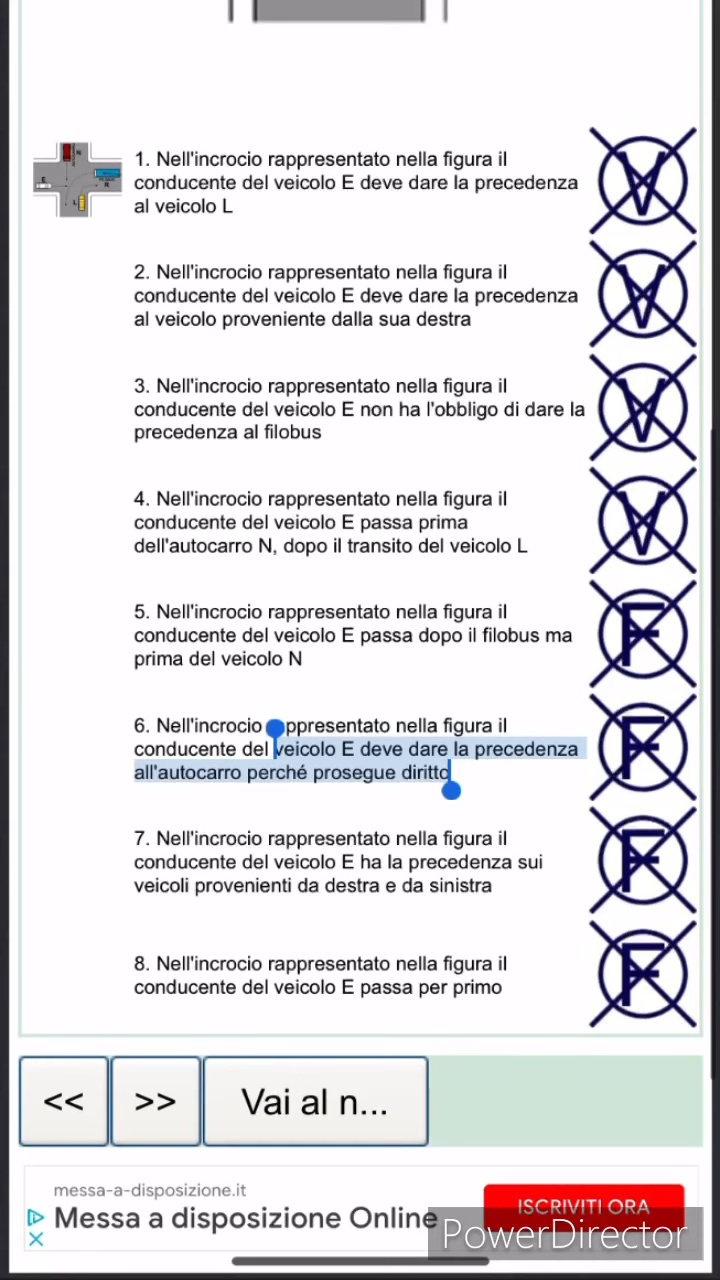 1. Nell'incrocio rappresentato nella figura il
conducente del veicolo E deve dare la precedenza
al veicolo L
V
2. Nell'incrocio rappresentato nella figura il
conducente del veicolo E deve dare la precedenza
al veicolo proveniente dalla sua destra
V
3. Nell'incrocio rappresentato nella figura il
conducente del veicolo E non ha l'obbligo di dare la
precedenza al filobus
V
4. Nell'incrocio rappresentato nella figura il
conducente del veicolo E passa prima
dell'autocarro N, dopo il transito del veicolo L
V
5. Nell'incrocio rappresentato nella figura il
conducente del veicolo E passa dopo il filobus ma
prima del veicolo N
F
6. Nell'incrocio ppresentato nella figura il
conducente del veicolo E deve dare la precedenza
all'autocarro perché prosegue diritto
F
7. Nell'incrocio rappresentato nella figura il
conducente del veicolo E ha la precedenza sui
veicoli provenienti da destra e da sinistra
F
8. Nell'incrocio rappresentato nella figura il
conducente del veicolo E passa per primo
F
<< >> Vai al n...
messa-a-disposizione.it
Messa a disposizione Online
ISCRIVITI ORA
PowerDirector